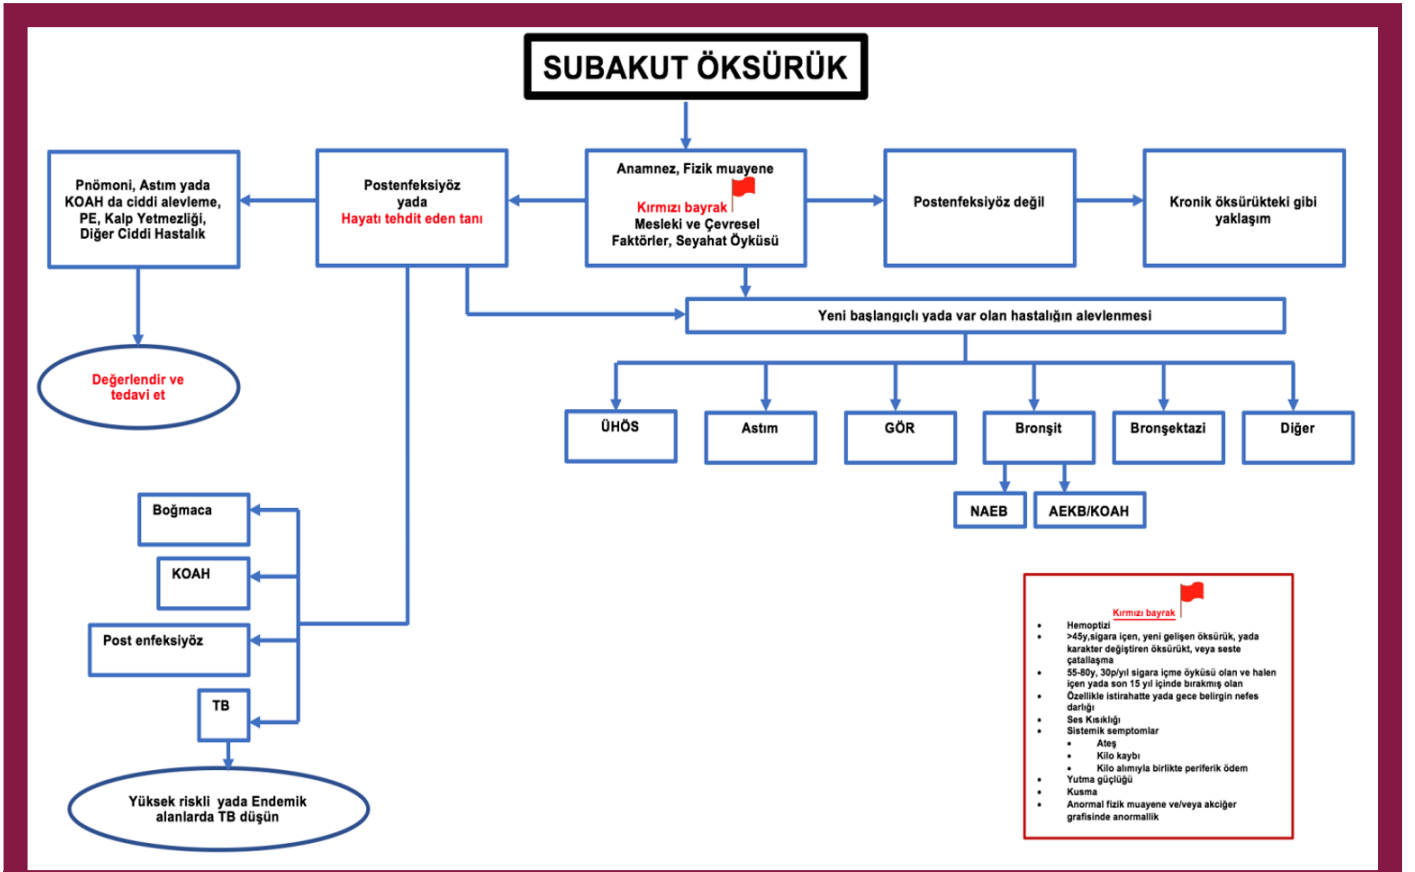 SUBAKUT ÖKSÜRÜK
Pnömoni, Astım yada
KOAH da ciddi alevleme,
PE, Kalp Yetmezliği,
Diğer Ciddi Hastalık
Postenfeksiyöz
yada
Hayatı tehdit eden tanı
Anamnez, Fizik muayene
Kırmızı bayrak
Mesleki ve Çevresel
Faktörler, Seyahat Öyküsü
Postenfeksiyöz değil
Kronik öksürükteki gibi
yaklaşım
Yeni başlangıçlı yada var olan hastalığın alevlenmesi
Değerlendir ve
tedavi et
ÜHÖS
Astım
GÖR
Bronşit
Bronşektazi
Diğer
NAEB
AEKB/KOAH
Boğmaca
KOAH
Post enfeksiyöz
TB
Yüksek riskli yada Endemik
alanlarda TB düşün
Kırmızı bayrak
• Hemoptizi
• >45y,sigara içen, yeni gelişen öksürük, yada
karakter değiştiren öksürükt, veya seste
çatallaşma
• 55-80y, 30p/yıl sigara içme öyküsü olan ve halen
içen yada son 15 yıl içinde bırakmış olan
• Özellikle istirahatte yada gece belirgin nefes
darlığı
• Ses Kısıklığı
• Sistemik semptomlar
• Ateş
• Kilo kaybı
• Kilo alımıyla birlikte periferik ödem
• Yutma güçlüğü
• Kusma
• Anormal fizik muayene ve/veya akciğer
grafisinde anormallik